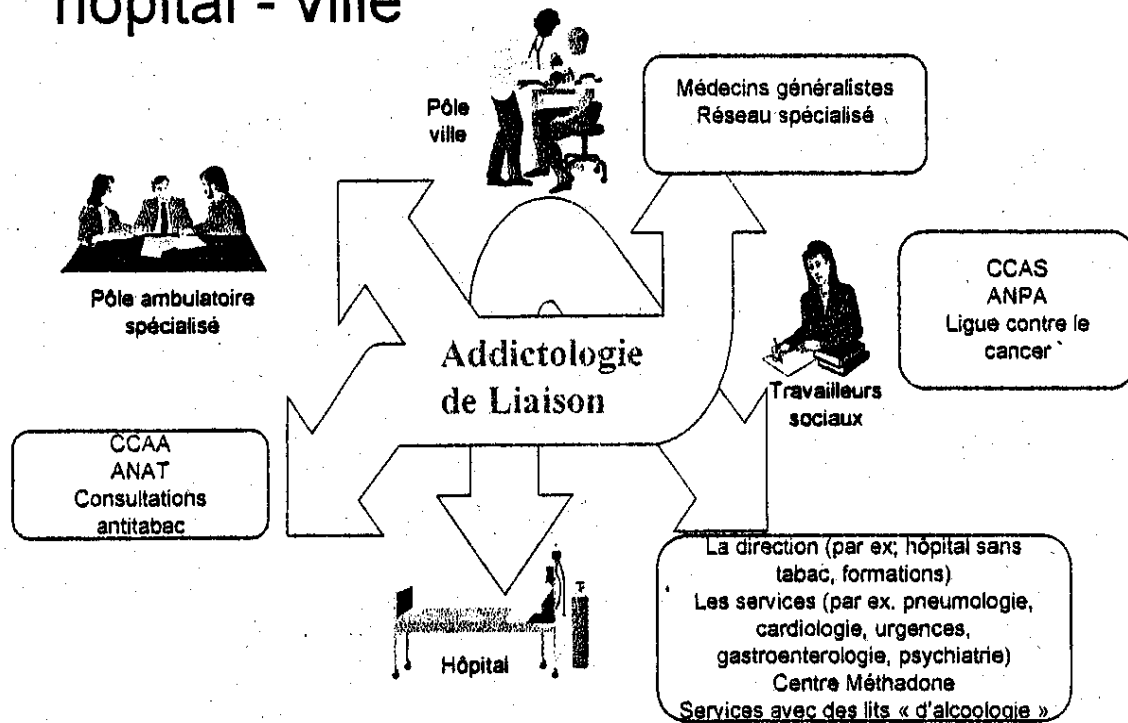 hôpital - ville
Pôle
ville
Médecins généralistes
Réseau spécialisé
Pôle ambulatoire
spécialisé
CCAS
ANPA
Ligue contre le
cancer
Addictologie
de Liaison
Travailleurs
sociaux
CCAA
ANAT
Consultations
antitabac
Hôpital
La direction (par ex; hôpital sans
tabac, formations)
Les services (par ex. pneumologie,
cardiologie, urgences,
gastroenterologie, psychiatrie)
Centre Méthadone
Services avec des lits « d'alcoologie »